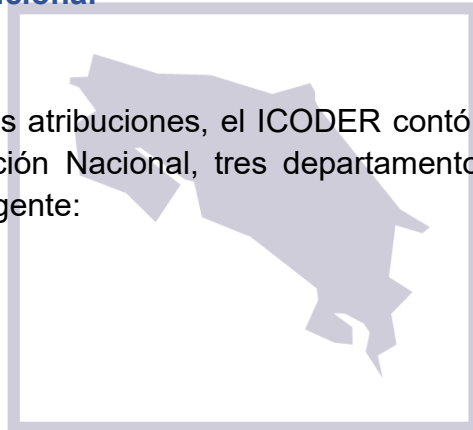 s atribuciones, el ICODER contó
ción Nacional, tres departamento
gente: